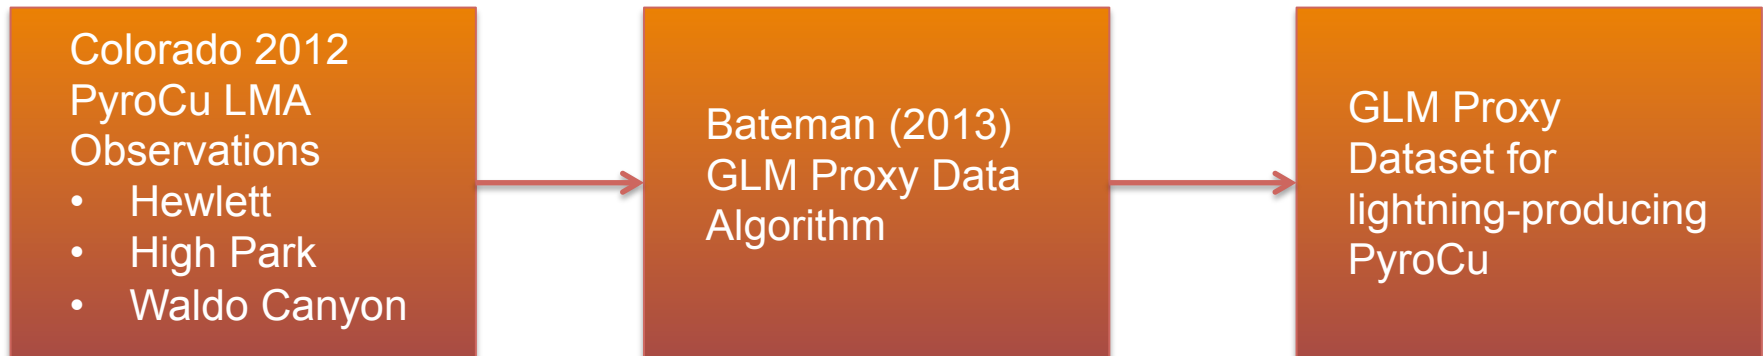 Colorado 2012
PyroCu LMA
Observations
• Hewlett
• High Park
• Waldo Canyon
Bateman (2013)
GLM Proxy Data
Algorithm
GLM Proxy
Dataset for
lightning-producing
PyroCu